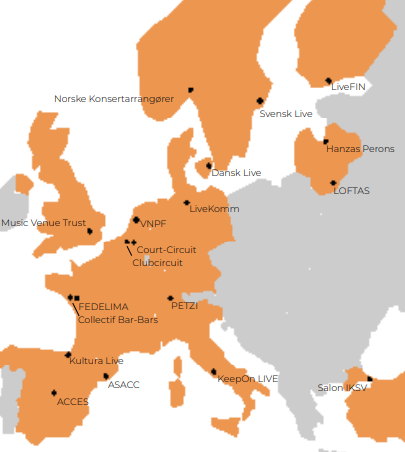 LiveFIN
Norske Konsertarrangører
Svensk Live
Hanzas Perons
Dansk Live
LOFTAS
LiveKomm
Music Venue Trust
VNPF
Court-Circuit
Clubcircuit
FEDELIMA
PETZI
Collectif Bar-Bars
Kultura Live
ASACC
KeepOn LIVE
Salon IKSV
ACCES